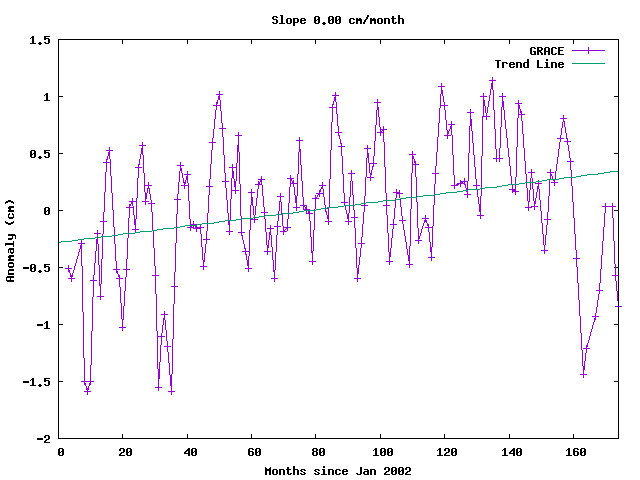 Slope 0.00 cm/month
GRACE
Trend Line
1.5
1
0.5
0
-0.5
-1
-1.5
-2
Anomaly (cm)
0 20 40 60 80 100 120 140 160
Months since Jan 2002